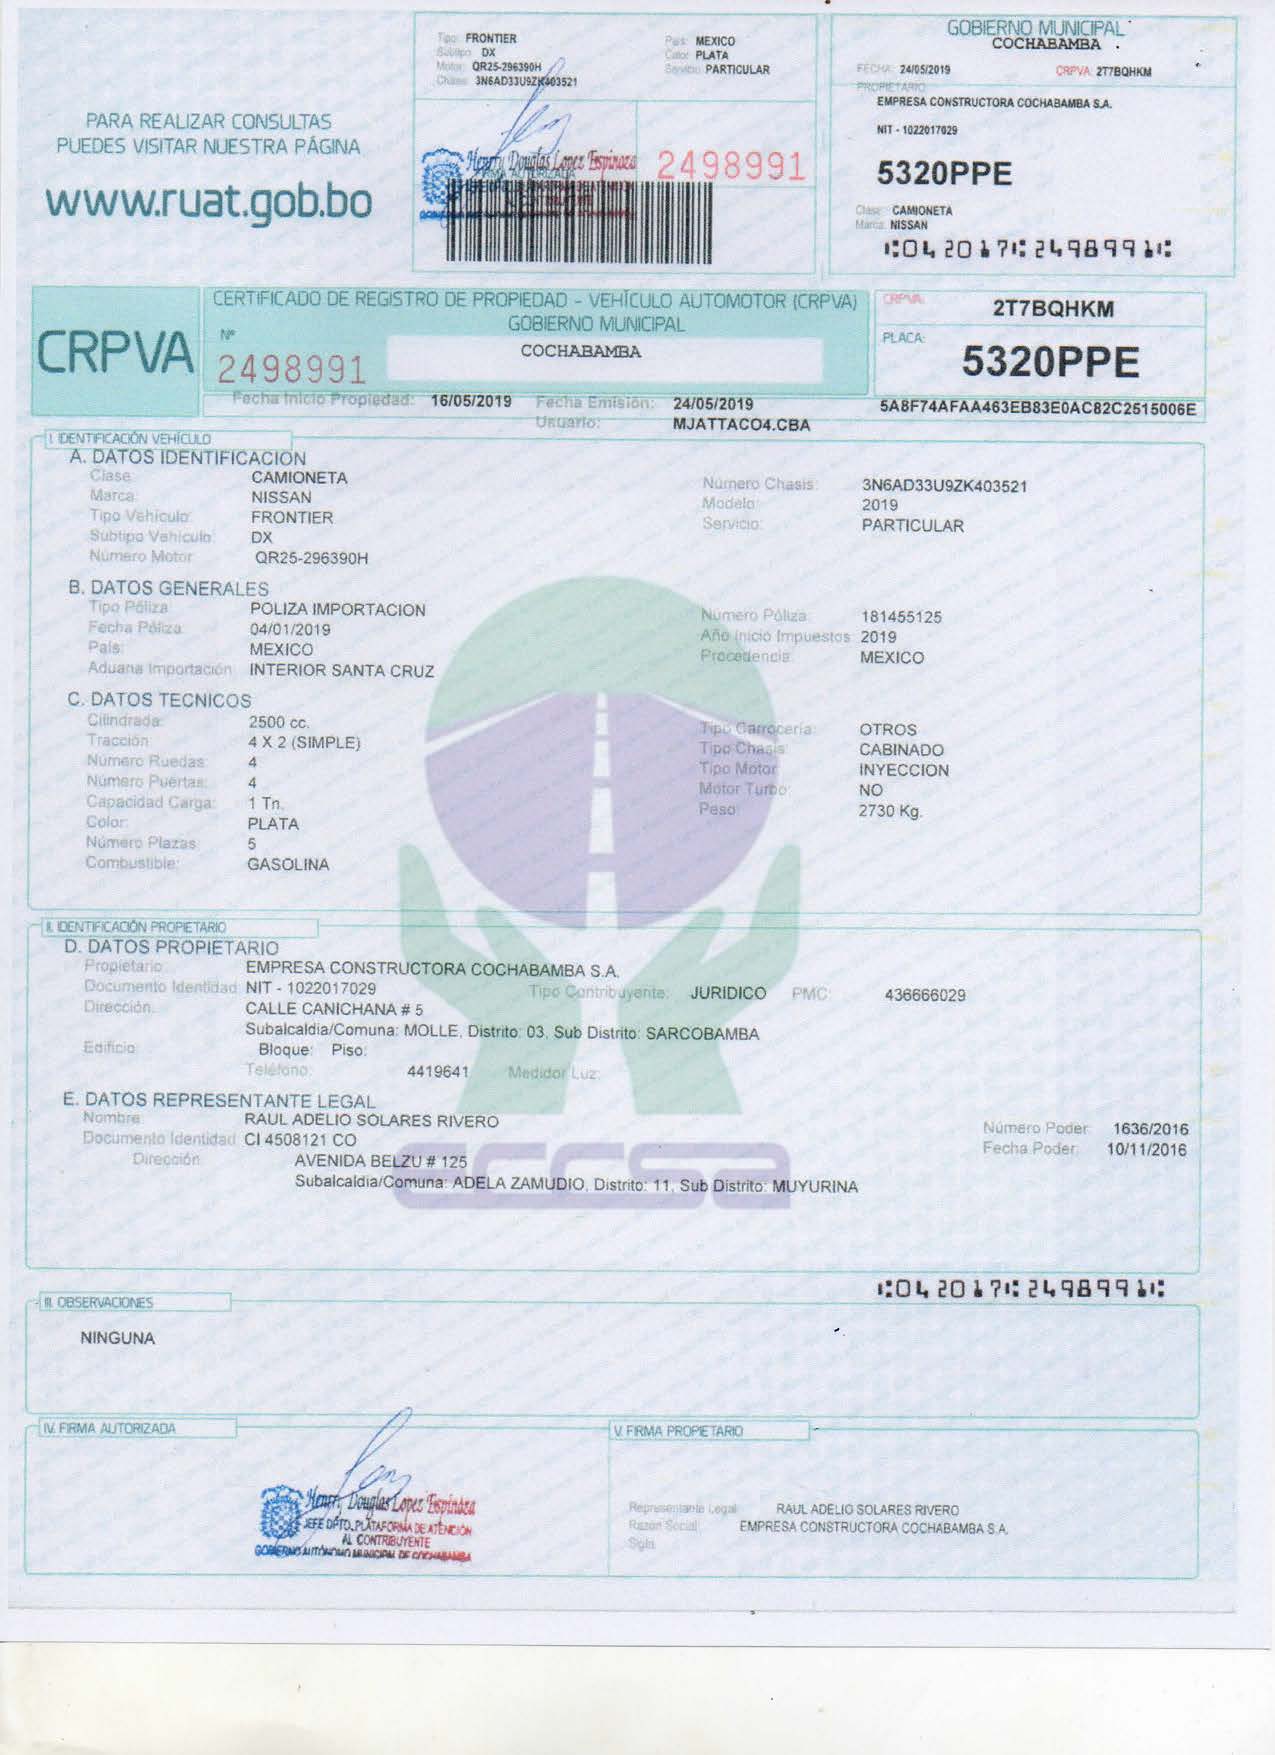 PARA REALIZAR CONSULTAS
PUEDES VISITAR NUESTRA PÁGINA
www.ruat.gob.bo
Tipo: FRONTIER
Subtipo: DX
Motor: QR25-296390H
Chasis: 3N6AD33U9ZK403521
País: MEXICO
Color: PLATA
Servicio: PARTICULAR
Henry Douglas Lopez Espinoza
FIRMA AUTORIZADA
2498991
GOBIERNO MUNICIPAL
COCHABAMBA
FECHA: 24/05/2019 CRPVA: 2T7BQHKM
PROPIETARIO
EMPRESA CONSTRUCTORA COCHABAMBA S.A.
NIT - 1022017029
5320PPE
Clase: CAMIONETA
Marca: NISSAN
⑆042017⑆2498991⑆
CRPVA
CERTIFICADO DE REGISTRO DE PROPIEDAD - VEHÍCULO AUTOMOTOR (CRPVA)
GOBIERNO MUNICIPAL
Nº
2498991
COCHABAMBA
CRPVA: 2T7BQHKM
PLACA: 5320PPE
Fecha Inicio Propiedad: 16/05/2019 Fecha Emisión: 24/05/2019 5A8F74AFAA463EB83E0AC82C2515006E
Usuario: MJATTACO4.CBA
I. IDENTIFICACIÓN VEHÍCULO
A. DATOS IDENTIFICACION
Clase: CAMIONETA
Marca: NISSAN
Tipo Vehículo: FRONTIER
Subtipo Vehículo: DX
Número Motor: QR25-296390H
Número Chasis: 3N6AD33U9ZK403521
Modelo: 2019
Servicio: PARTICULAR
B. DATOS GENERALES
Tipo Póliza: POLIZA IMPORTACION
Fecha Póliza: 04/01/2019
País: MEXICO
Aduana Importación: INTERIOR SANTA CRUZ
Número Póliza: 181455125
Año Inicio Impuestos: 2019
Procedencia: MEXICO
C. DATOS TECNICOS
Cilindrada: 2500 cc.
Tracción: 4 X 2 (SIMPLE)
Número Ruedas: 4
Número Puertas: 4
Capacidad Carga: 1 Tn.
Color: PLATA
Número Plazas: 5
Combustible: GASOLINA
Tipo Carrocería: OTROS
Tipo Chasis: CABINADO
Tipo Motor: INYECCION
Motor Turbo: NO
Peso: 2730 Kg.
II. IDENTIFICACIÓN PROPIETARIO
D. DATOS PROPIETARIO
Propietario: EMPRESA CONSTRUCTORA COCHABAMBA S.A.
Documento Identidad: NIT - 1022017029 Tipo Contribuyente: JURIDICO PMC: 436666029
Dirección: CALLE CANICHANA # 5
Subalcaldia/Comuna: MOLLE, Distrito: 03, Sub Distrito: SARCOBAMBA
Edificio: Bloque: Piso:
Teléfono: 4419641 Medidor Luz:
E. DATOS REPRESENTANTE LEGAL
Nombre: RAUL ADELIO SOLARES RIVERO
Documento Identidad: CI 4508121 CO
Dirección: AVENIDA BELZU # 125
Subalcaldia/Comuna: ADELA ZAMUDIO, Distrito: 11, Sub Distrito: MUYURINA
Número Poder: 1636/2016
Fecha Poder: 10/11/2016
eccsa
⑆042017⑆2498991⑆
III. OBSERVACIONES
NINGUNA
IV. FIRMA AUTORIZADA
Henry Douglas Lopez Espinoza
JEFE DPTO. PLATAFORMA DE ATENCIÓN
AL CONTRIBUYENTE
GOBIERNO AUTÓNOMO MUNICIPAL DE COCHABAMBA
V. FIRMA PROPIETARIO
Representante Legal: RAUL ADELIO SOLARES RIVERO
Razón Social: EMPRESA CONSTRUCTORA COCHABAMBA S.A.
Sigla: